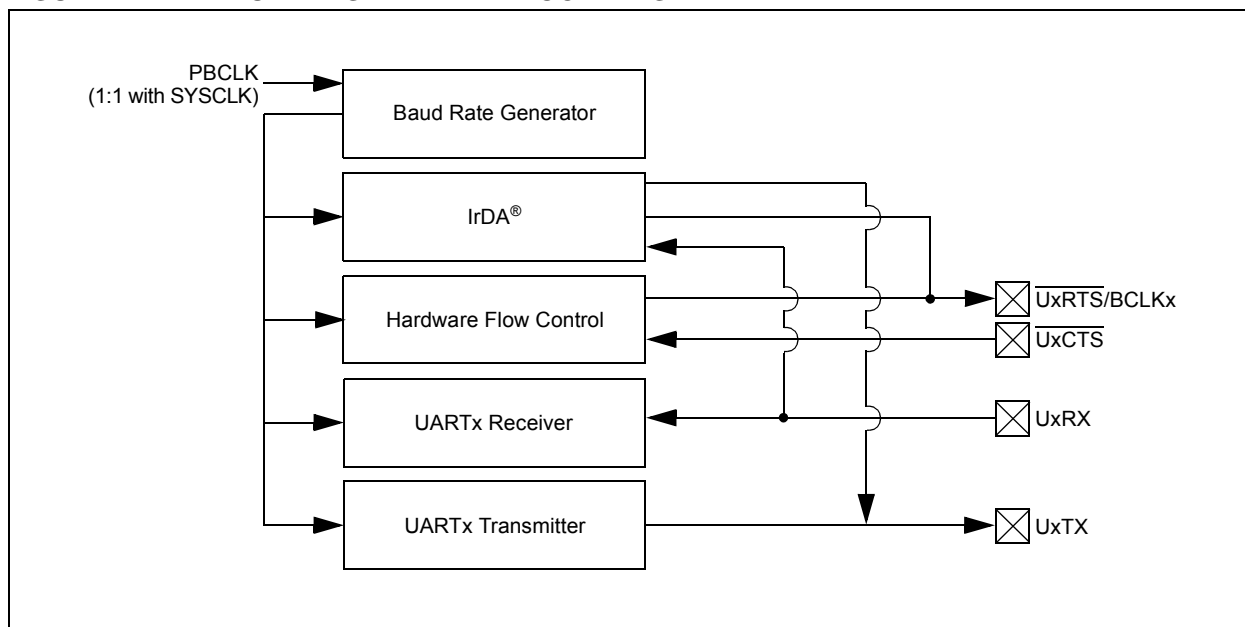 PBCLK
(1:1 with SYSCLK)
Baud Rate Generator
IrDA®
Hardware Flow Control
UxRTS/BCLKx
UxCTS
UARTx Receiver
UxRX
UARTx Transmitter
UxTX